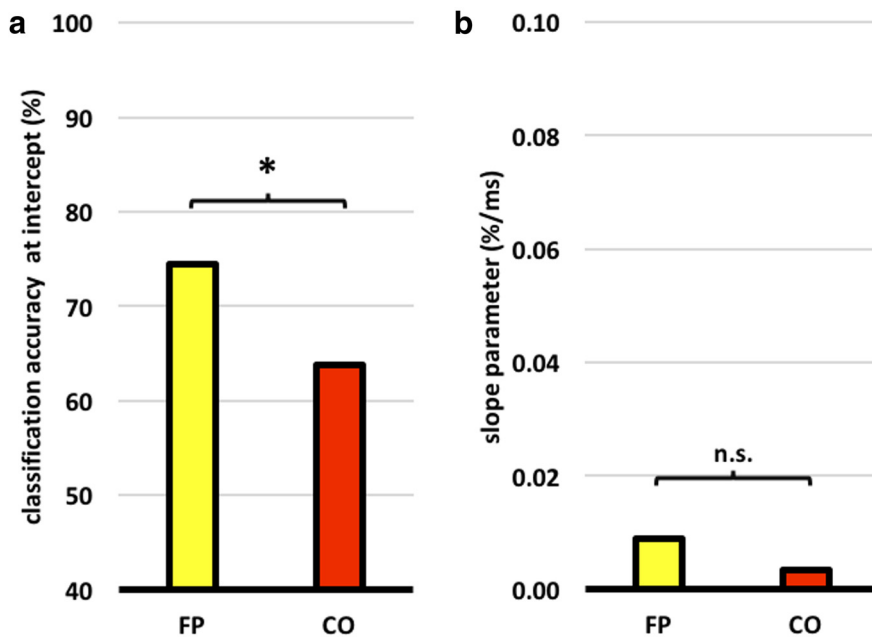 a
classification accuracy at intercept (%)
100
90
80
70
60
50
40
*
FP
CO
b
slope parameter (%/ms)
0.10
0.08
0.06
0.04
0.02
0.00
n.s.
FP
CO